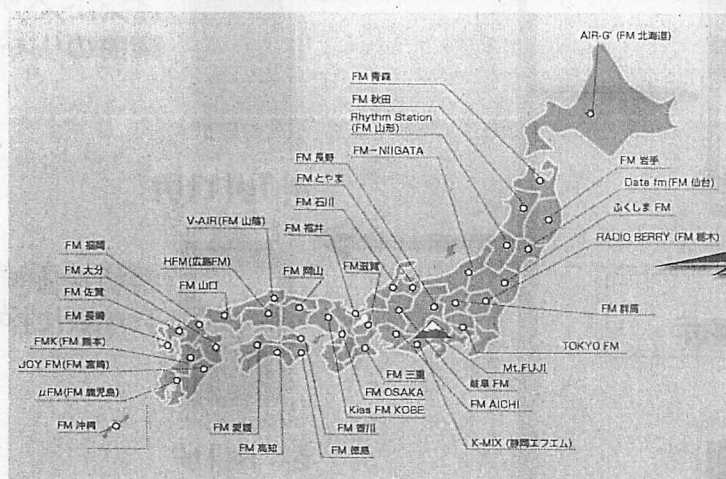 AIR-G' (FM 北海道)
FM 青森
FM 秋田
Rhythm Station
(FM 山形)
FM-NIIGATA
FM 長野
FM とやま
FM 石川
FM 福井
FM滋賀
V-AIR(FM 山陰)
HFM(広島FM)
FM 岡山
FM 山口
FM 福岡
FM 大分
FM 佐賀
FM 長崎
FMK(FM 熊本)
JOY FM(FM 宮崎)
μFM(FM 鹿児島)
FM 沖縄
FM 岩手
Date fm(FM 仙台)
ふくしま FM
RADIO BERRY (FM 栃木)
FM 群馬
TOKYO FM
Mt.FUJI
岐阜 FM
FM AICHI
K-MIX (静岡エフエム)
FM 三重
FM OSAKA
Kiss FM KOBE
FM 香川
FM 徳島
FM 愛媛
FM 高知